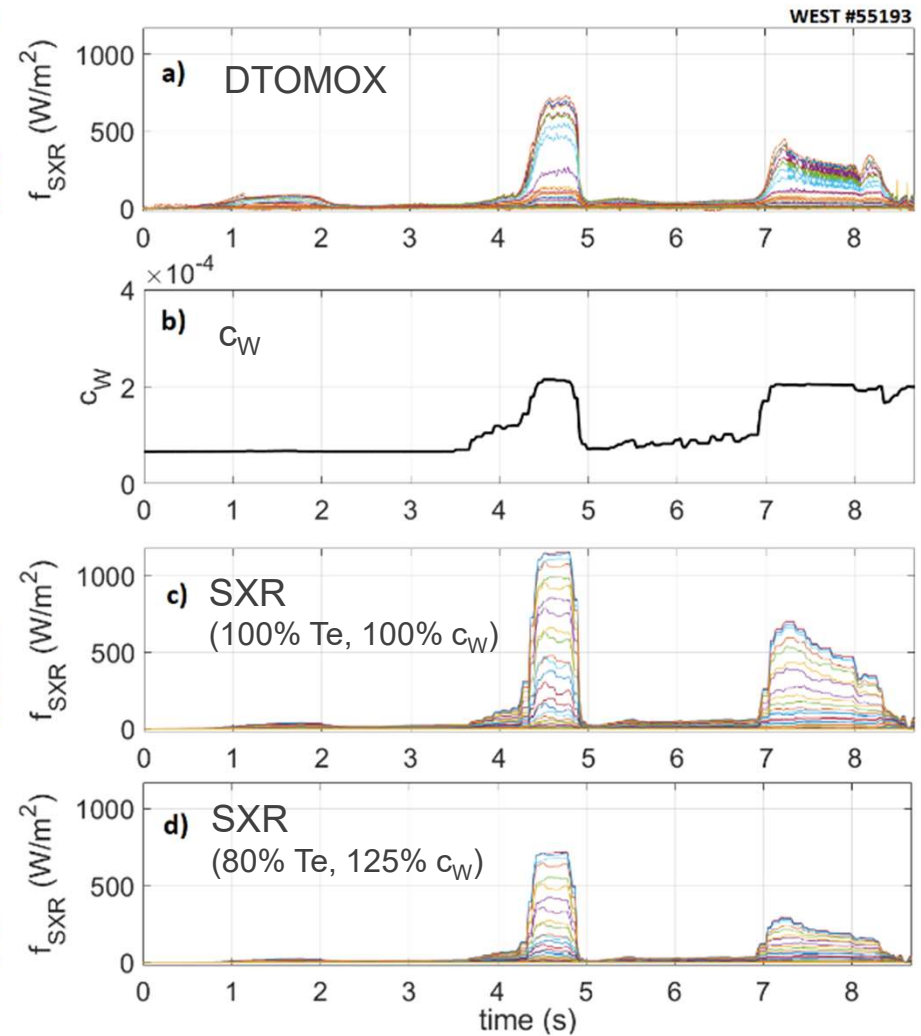 WEST #55193
a) DTOMOX
f_SXR (W/m²)
1000
500
0
0 1 2 3 4 5 6 7 8
×10⁻⁴
b) c_W
c_W
4
2
0
0 1 2 3 4 5 6 7 8
c) SXR
(100% Te, 100% c_W)
f_SXR (W/m²)
1000
500
0
0 1 2 3 4 5 6 7 8
d) SXR
(80% Te, 125% c_W)
f_SXR (W/m²)
1000
500
0
0 1 2 3 4 5 6 7 8
time (s)